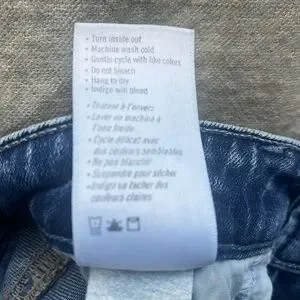 • Turn inside out
• Machine wash cold
• Gentle cycle with like colors
• Do not bleach
• Hang to dry
• Indigo will bleed
• à l'envers
• Laver en machine à
l'eau froide
• Cycle délicat avec
des couleurs semblables
• Ne pas blanchir
• Suspendre pour sécher
• Indigo va tacher des
couleurs claires